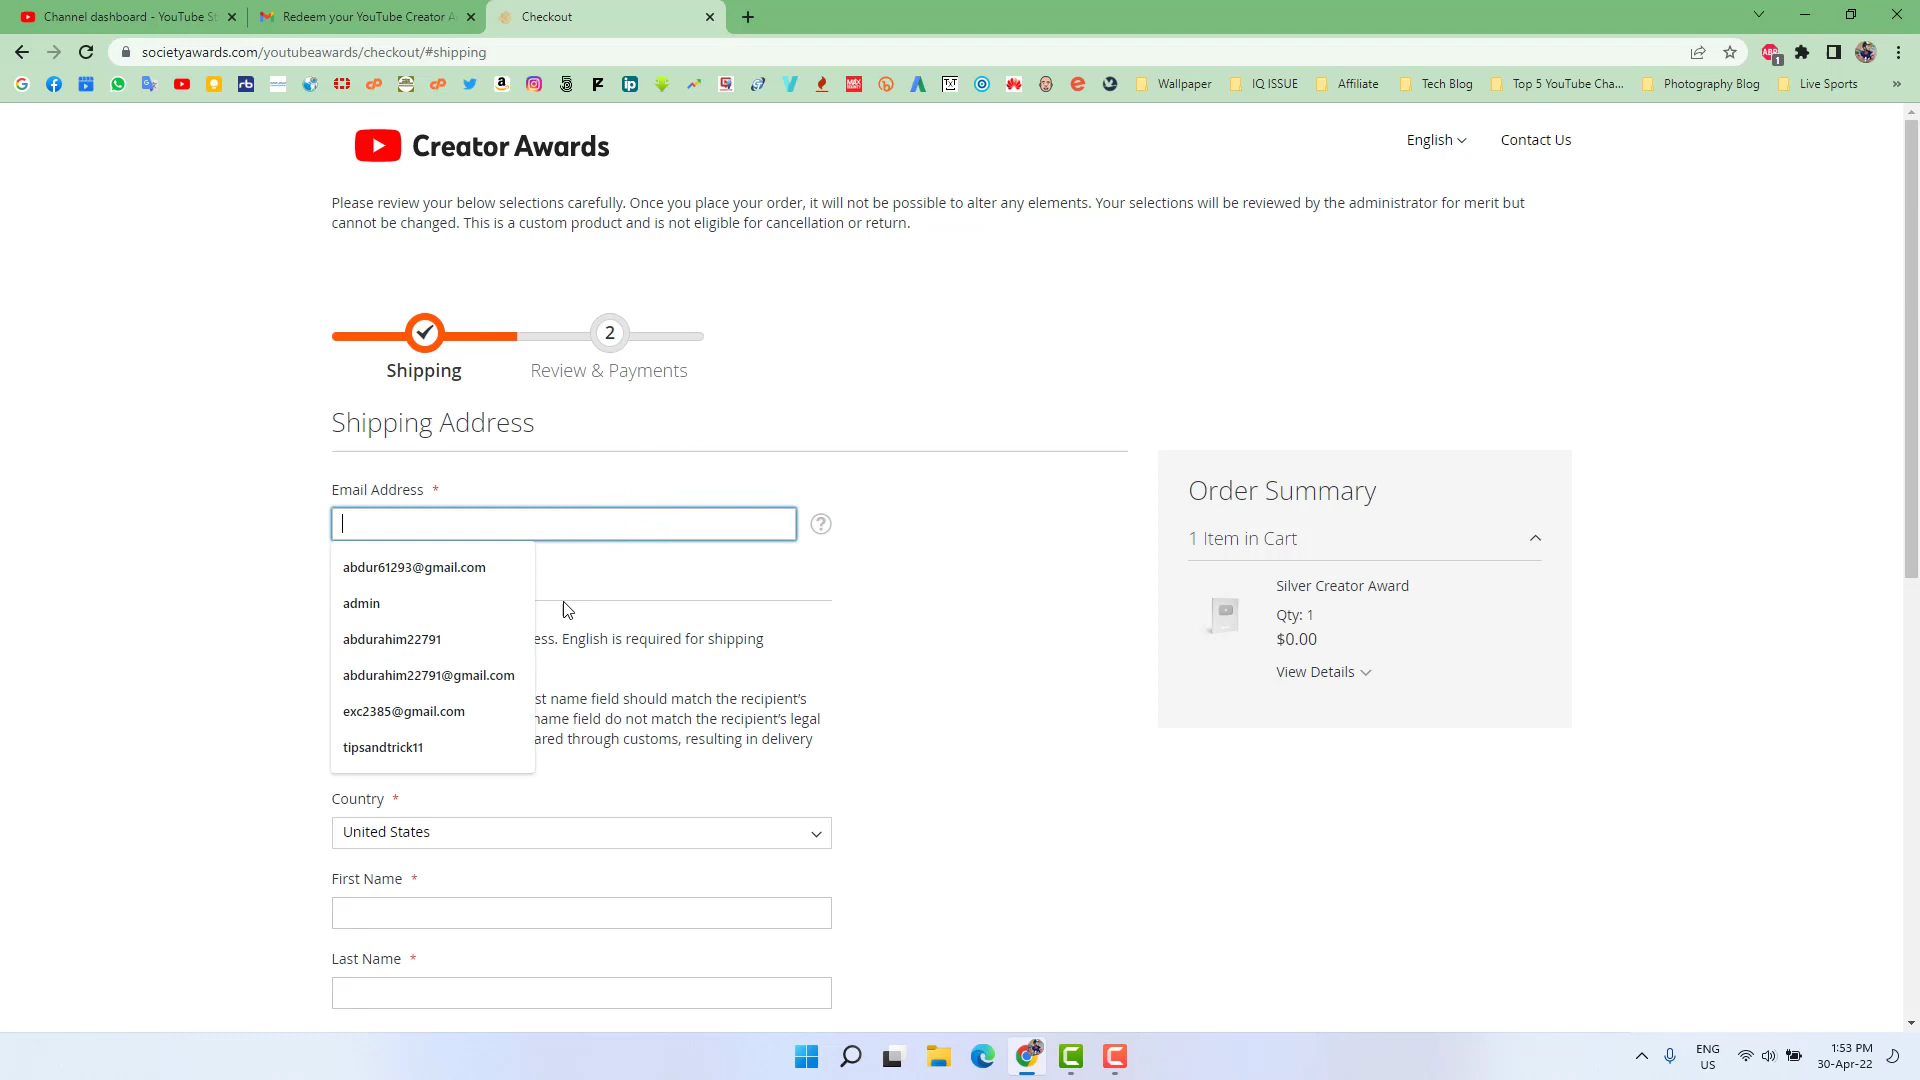 Channel dashboard - YouTube St
Redeem your YouTube Creator A
Checkout
societyawards.com/youtubeawards/checkout/#shipping
Wallpaper
IQ ISSUE
Affiliate
Tech Blog
Top 5 YouTube Cha...
Photography Blog
Live Sports
»
Creator Awards
English
Contact Us
Please review your below selections carefully. Once you place your order, it will not be possible to alter any elements. Your selections will be reviewed by the administrator for merit but
cannot be changed. This is a custom product and is not eligible for cancellation or return.
2
Shipping
Review & Payments
Shipping Address
Email Address *
?
abdur61293@gmail.com
admin
abdurahim22791
abdurahim22791@gmail.com
exc2385@gmail.com
tipsandtrick11
ess. English is required for shipping
st name field should match the recipient's
name field do not match the recipient's legal
ared through customs, resulting in delivery
Country *
United States
First Name *
Last Name *
Order Summary
1 Item in Cart
Silver Creator Award
Qty: 1
$0.00
View Details
ENG
US
1:53 PM
30-Apr-22